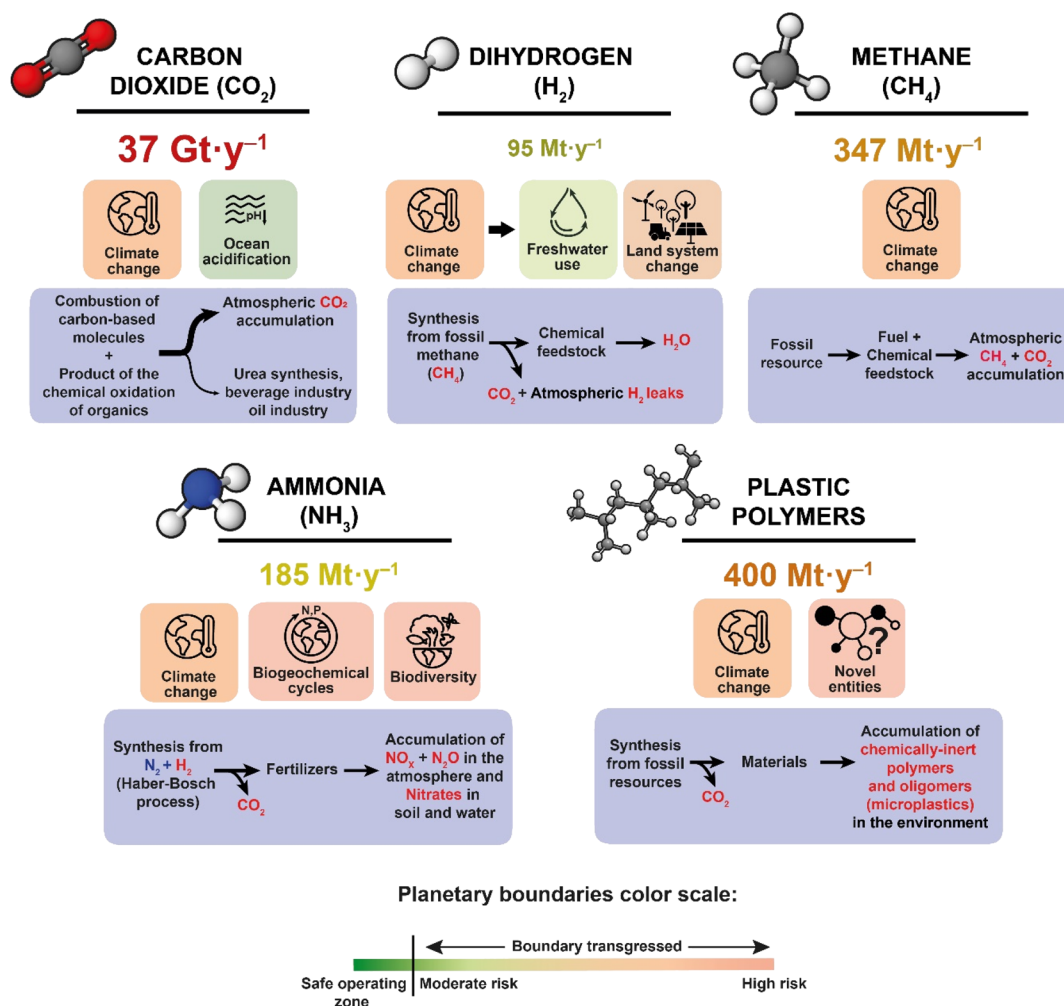 CARBON
DIOXIDE (CO₂)
37 Gt·y⁻¹
Climate
change
pH↓
Ocean
acidification
Combustion of
carbon-based
molecules
+
Product of the
chemical oxidation
of organics
Atmospheric CO₂
accumulation
Urea synthesis,
beverage industry
oil industry
DIHYDROGEN
(H₂)
95 Mt·y⁻¹
Climate
change
Freshwater
use
Land system
change
Synthesis
from fossil
methane
(CH₄)
Chemical
feedstock
H₂O
CO₂ + Atmospheric H₂ leaks
METHANE
(CH₄)
347 Mt·y⁻¹
Climate
change
Fossil
resource
Fuel +
Chemical
feedstock
Atmospheric
CH₄ + CO₂
accumulation
AMMONIA
(NH₃)
185 Mt·y⁻¹
Climate
change
N,P
Biogeochemical
cycles
Biodiversity
Synthesis from
N₂ + H₂
(Haber-Bosch
process)
CO₂
Fertilizers
Accumulation of
NOₓ + N₂O in the
atmosphere and
Nitrates in
soil and water
PLASTIC
POLYMERS
400 Mt·y⁻¹
Climate
change
?
Novel
entities
Synthesis
from fossil
resources
CO₂
Materials
Accumulation of
chemically-inert
polymers
and oligomers
(microplastics)
in the environment
Planetary boundaries color scale:
Boundary transgressed
Safe operating
zone
Moderate risk
High risk